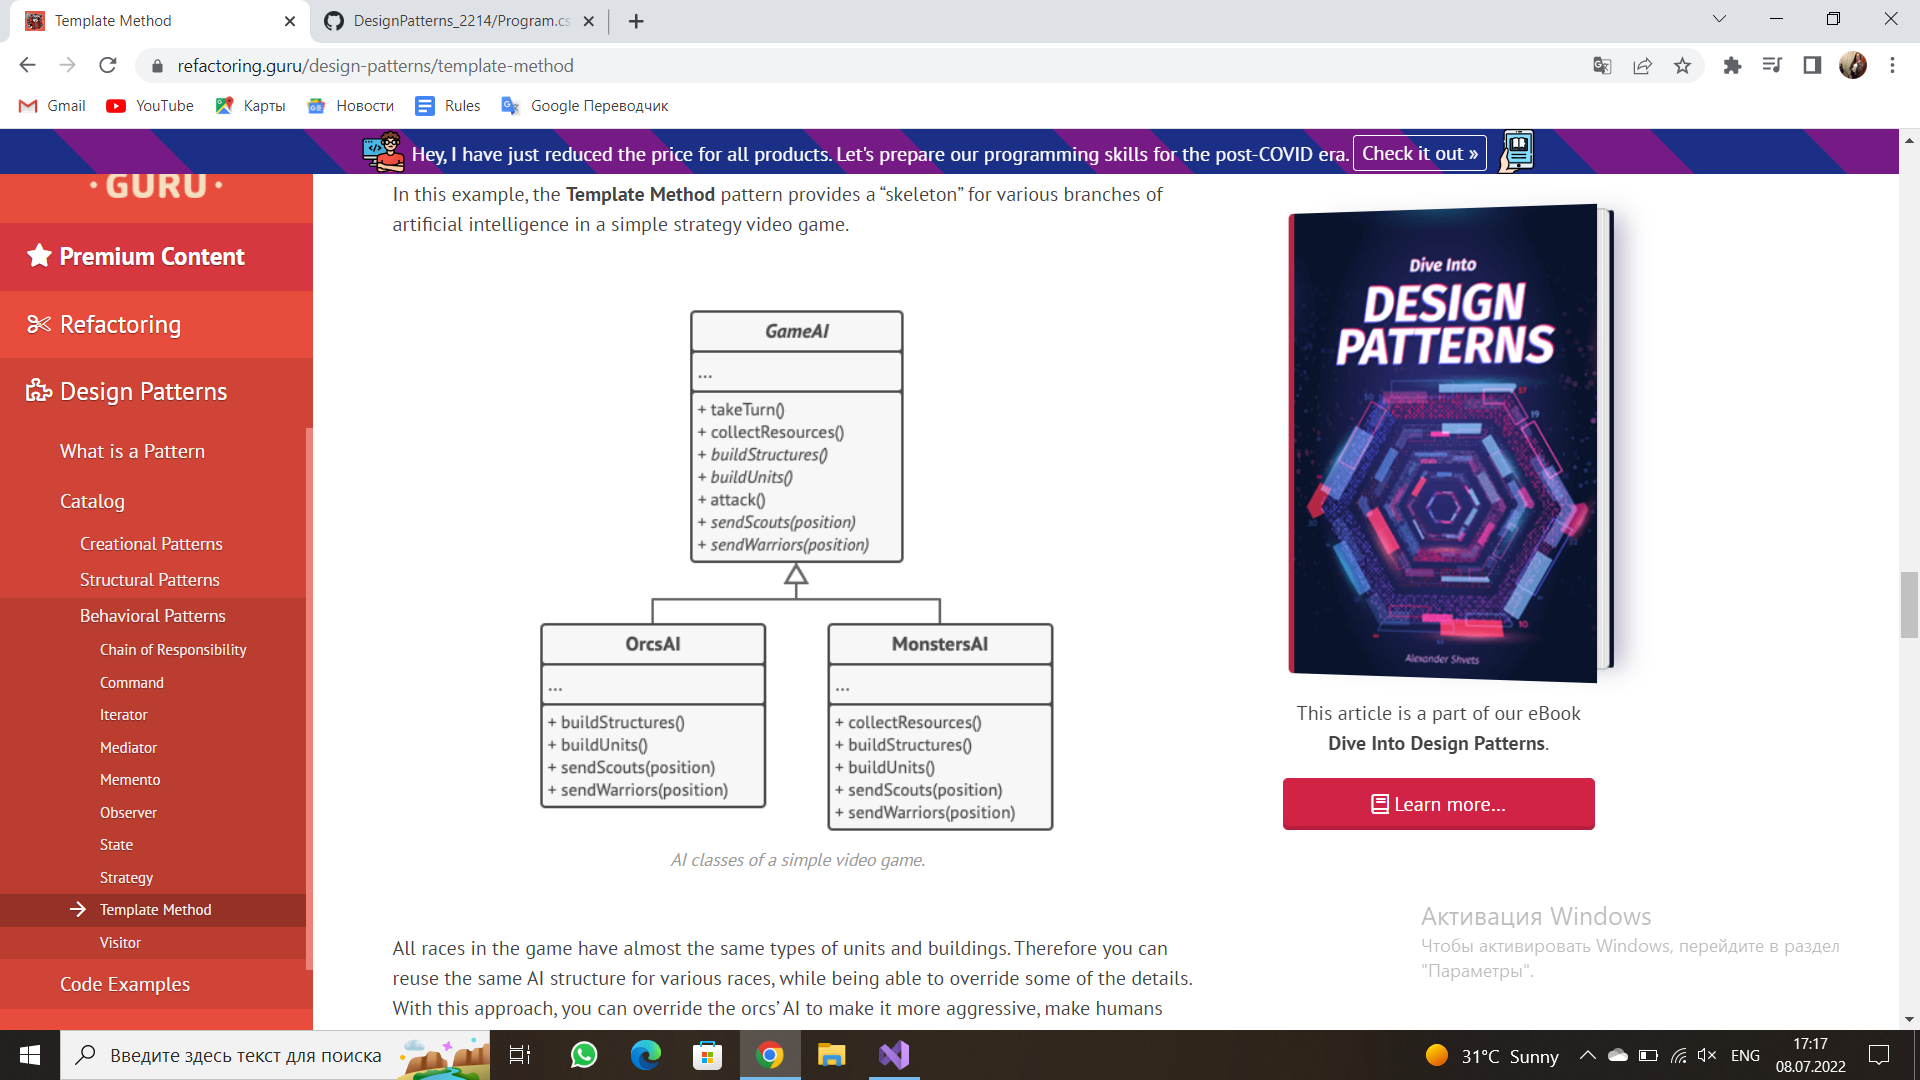 Template Method
DesignPatterns_2214/Program.cs
refactoring.guru/design-patterns/template-method
Gmail
YouTube
Карты
Новости
Rules
Google Переводчик
Hey, I have just reduced the price for all products. Let's prepare our programming skills for the post-COVID era.
Check it out »
· GURU ·
Premium Content
Refactoring
Design Patterns
What is a Pattern
Catalog
Creational Patterns
Structural Patterns
Behavioral Patterns
Chain of Responsibility
Command
Iterator
Mediator
Memento
Observer
State
Strategy
Template Method
Visitor
Code Examples
In this example, the Template Method pattern provides a “skeleton” for various branches of
artificial intelligence in a simple strategy video game.
GameAI
...
+ takeTurn()
+ collectResources()
+ buildStructures()
+ buildUnits()
+ attack()
+ sendScouts(position)
+ sendWarriors(position)
OrcsAI
...
+ buildStructures()
+ buildUnits()
+ sendScouts(position)
+ sendWarriors(position)
MonstersAI
...
+ collectResources()
+ buildStructures()
+ buildUnits()
+ sendScouts(position)
+ sendWarriors(position)
AI classes of a simple video game.
All races in the game have almost the same types of units and buildings. Therefore you can
reuse the same AI structure for various races, while being able to override some of the details.
With this approach, you can override the orcs’ AI to make it more aggressive, make humans
Dive Into
DESIGN
PATTERNS
Alexander Shvets
This article is a part of our eBook
Dive Into Design Patterns.
Learn more...
Активация Windows
Чтобы активировать Windows, перейдите в раздел
"Параметры".
Введите здесь текст для поиска
31°C Sunny
ENG
17:17
08.07.2022